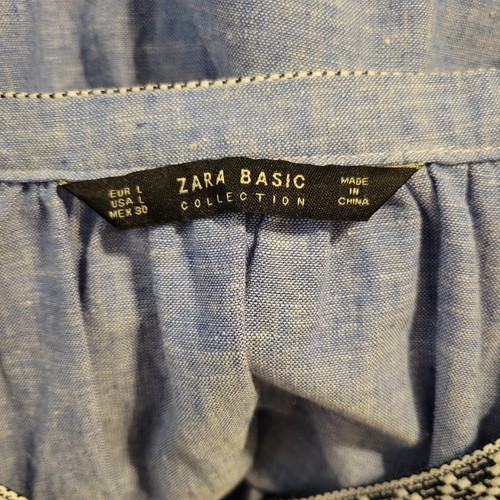 EUR L
USA L
MEX 30
ZARA BASIC
COLLECTION
MADE
IN
CHINA